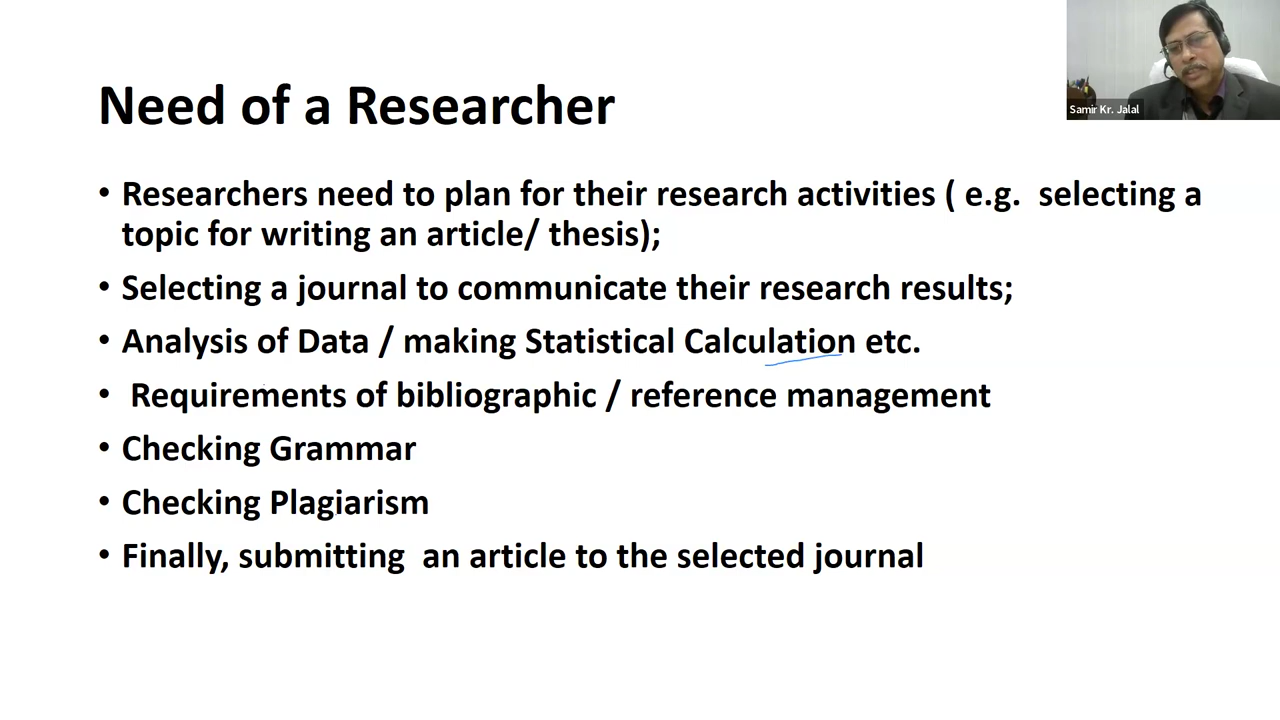 Need of a Researcher
Samir Kr. Jalal
• Researchers need to plan for their research activities ( e.g.  selecting a
topic for writing an article/ thesis);
• Selecting a journal to communicate their research results;
• Analysis of Data / making Statistical Calculation etc.
•  Requirements of bibliographic / reference management
• Checking Grammar
• Checking Plagiarism
• Finally, submitting  an article to the selected journal